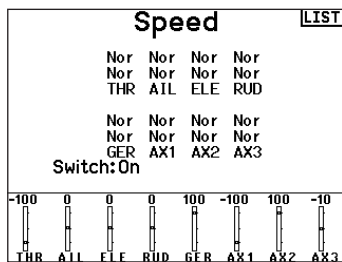 Speed
LIST
Nor Nor Nor Nor
Nor Nor Nor Nor
THR AIL ELE RUD
Nor Nor Nor Nor
Nor Nor Nor Nor
GER AX1 AX2 AX3
Switch:On
-100 0 0 0 100 -100 100 -10
THR AIL ELE RUD GER AX1 AX2 AX3